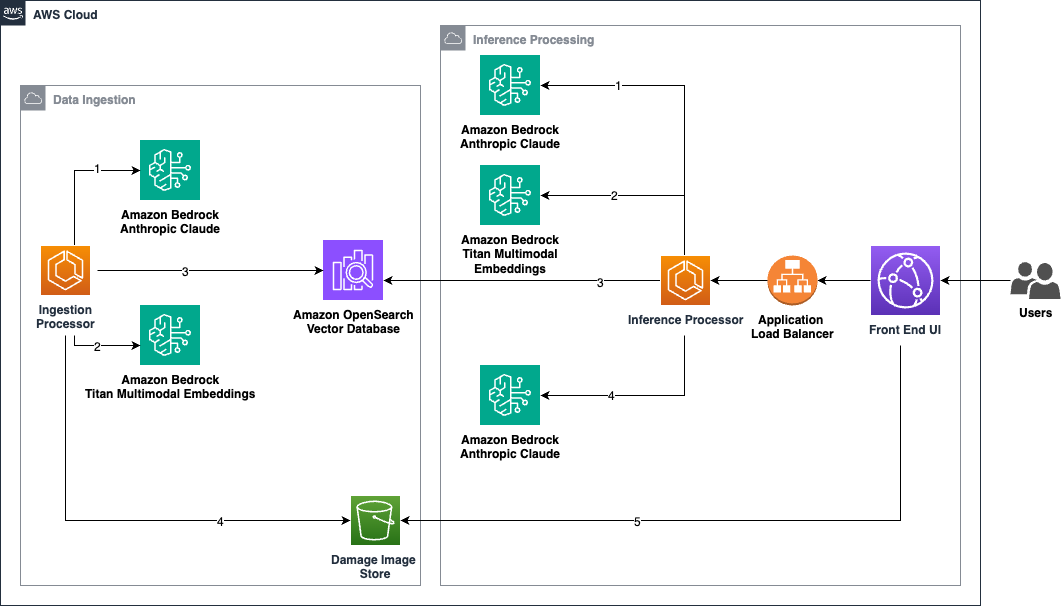 aws
AWS Cloud
Inference Processing
1
Amazon Bedrock
Anthropic Claude
2
Amazon Bedrock
Titan Multimodal
Embeddings
Data Ingestion
1
Amazon Bedrock
Anthropic Claude
3
Ingestion
Processor
Amazon OpenSearch
Vector Database
2
Amazon Bedrock
Titan Multimodal Embeddings
3
Inference Processor
Application
Load Balancer
Front End UI
Users
4
Amazon Bedrock
Anthropic Claude
4
5
Damage Image
Store